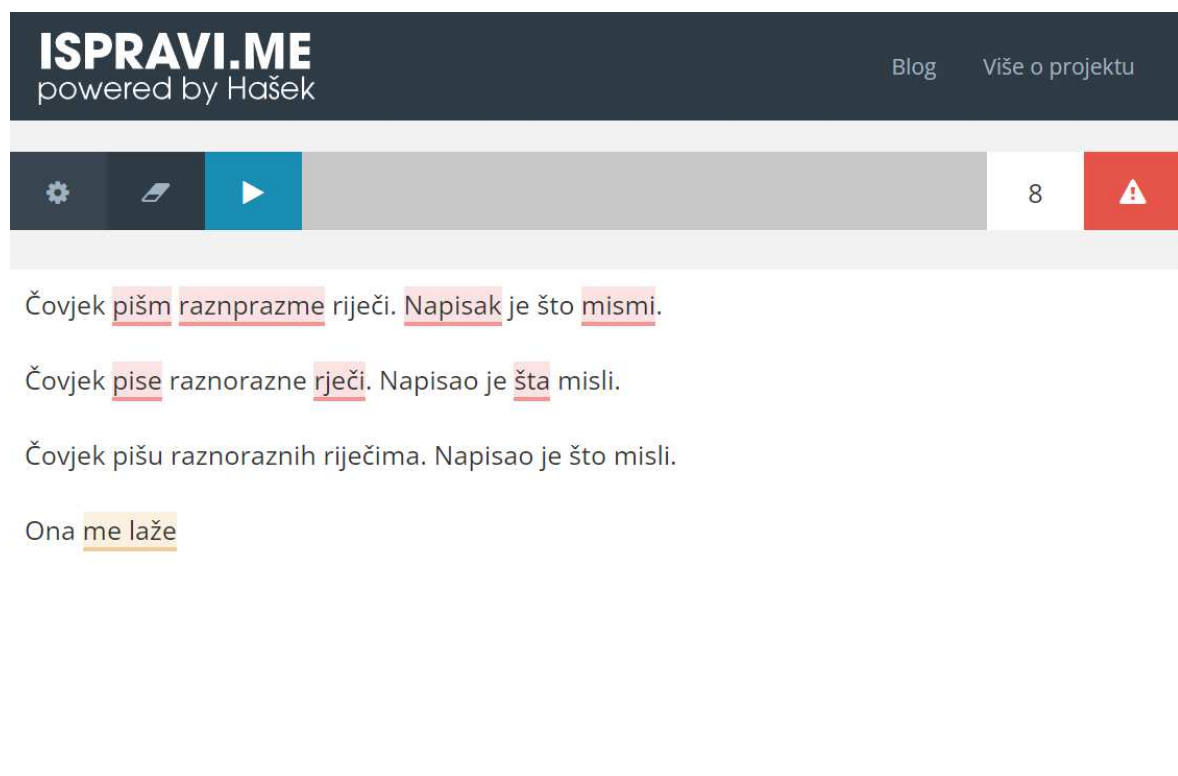 ISPRAVI.ME
powered by Hašek
Blog Više o projektu
8
Čovjek pišm raznprazme riječi. Napisak je što mismi.
Čovjek pise raznorazne rječi. Napisao je šta misli.
Čovjek pišu raznoraznih riječima. Napisao je što misli.
Ona me laže